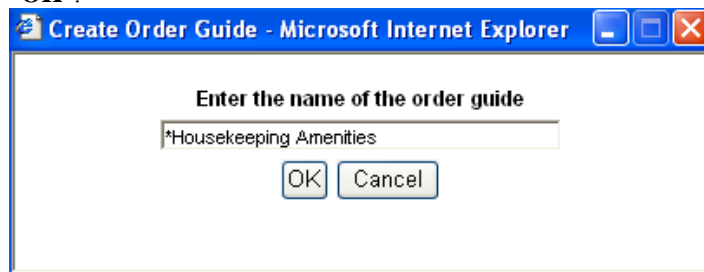 "OK".
Create Order Guide - Microsoft Internet Explorer
Enter the name of the order guide
*Housekeeping Amenities
OK Cancel